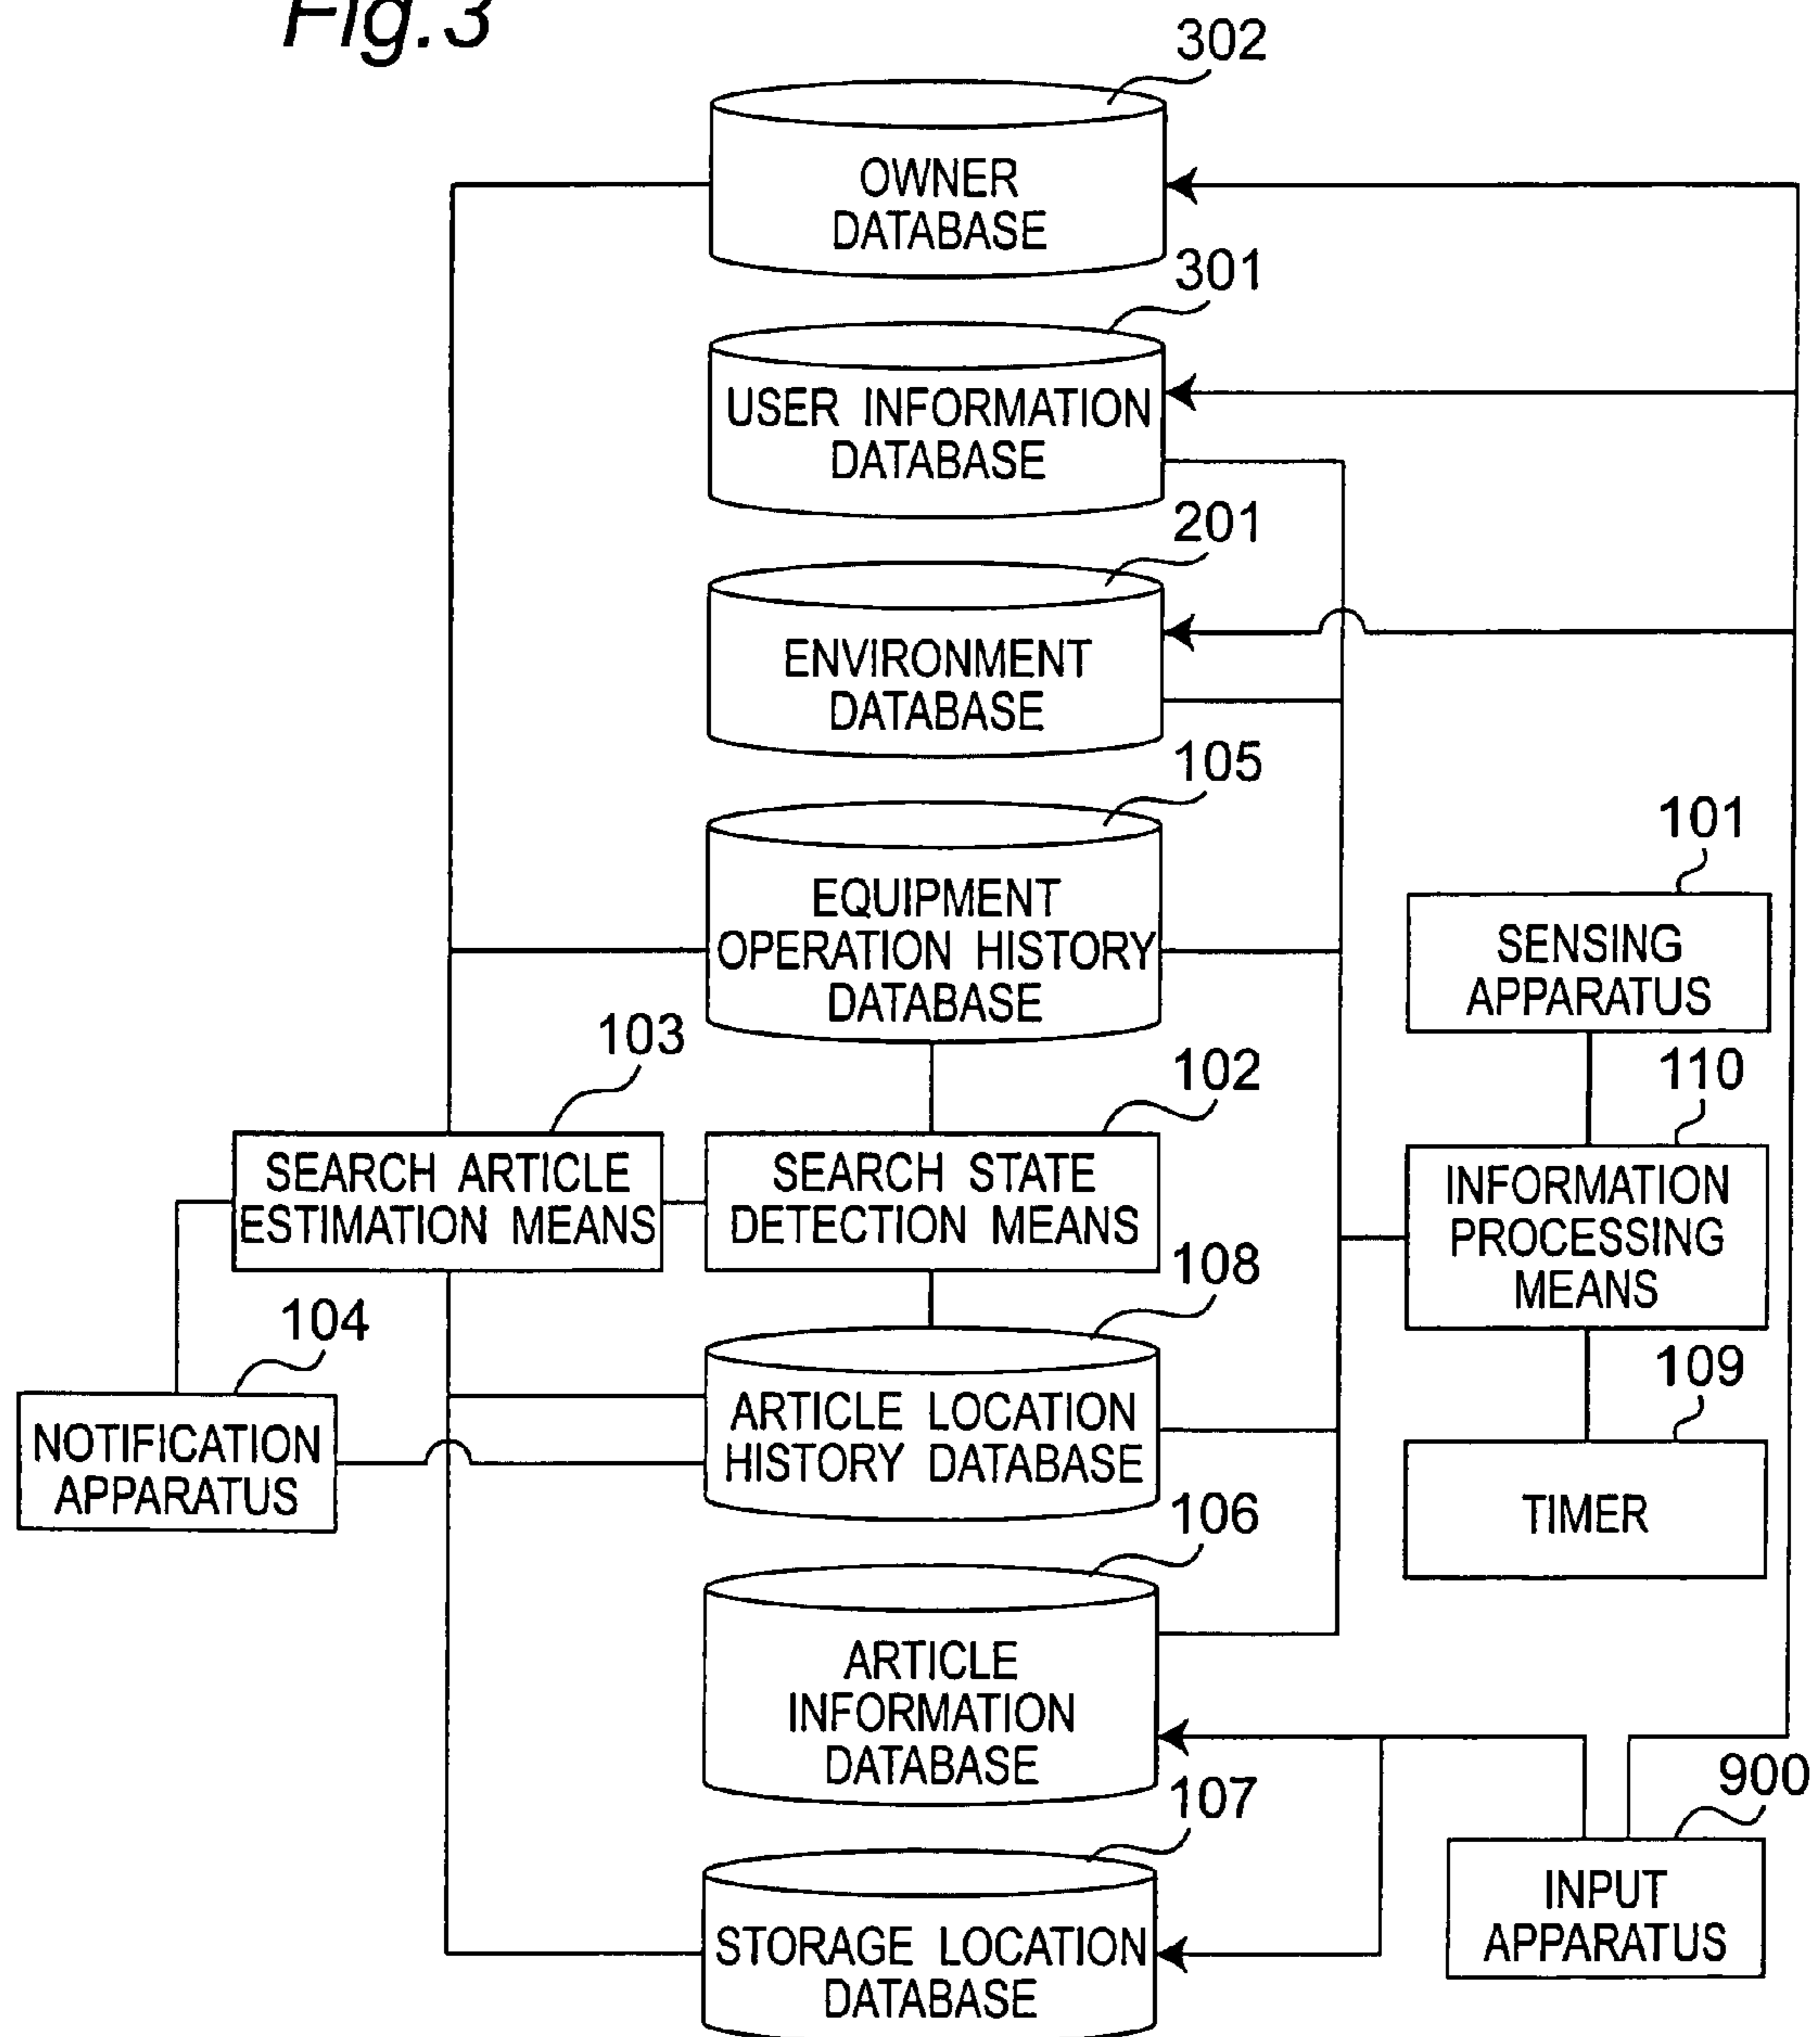 Fig.3
302
OWNER
DATABASE
301
USER INFORMATION
DATABASE
201
ENVIRONMENT
DATABASE
105
EQUIPMENT
OPERATION HISTORY
DATABASE
101
SENSING
APPARATUS
103
SEARCH ARTICLE
ESTIMATION MEANS
102
SEARCH STATE
DETECTION MEANS
110
INFORMATION
PROCESSING
MEANS
104
NOTIFICATION
APPARATUS
108
ARTICLE LOCATION
HISTORY DATABASE
109
TIMER
106
ARTICLE
INFORMATION
DATABASE
107
STORAGE LOCATION
DATABASE
900
INPUT
APPARATUS